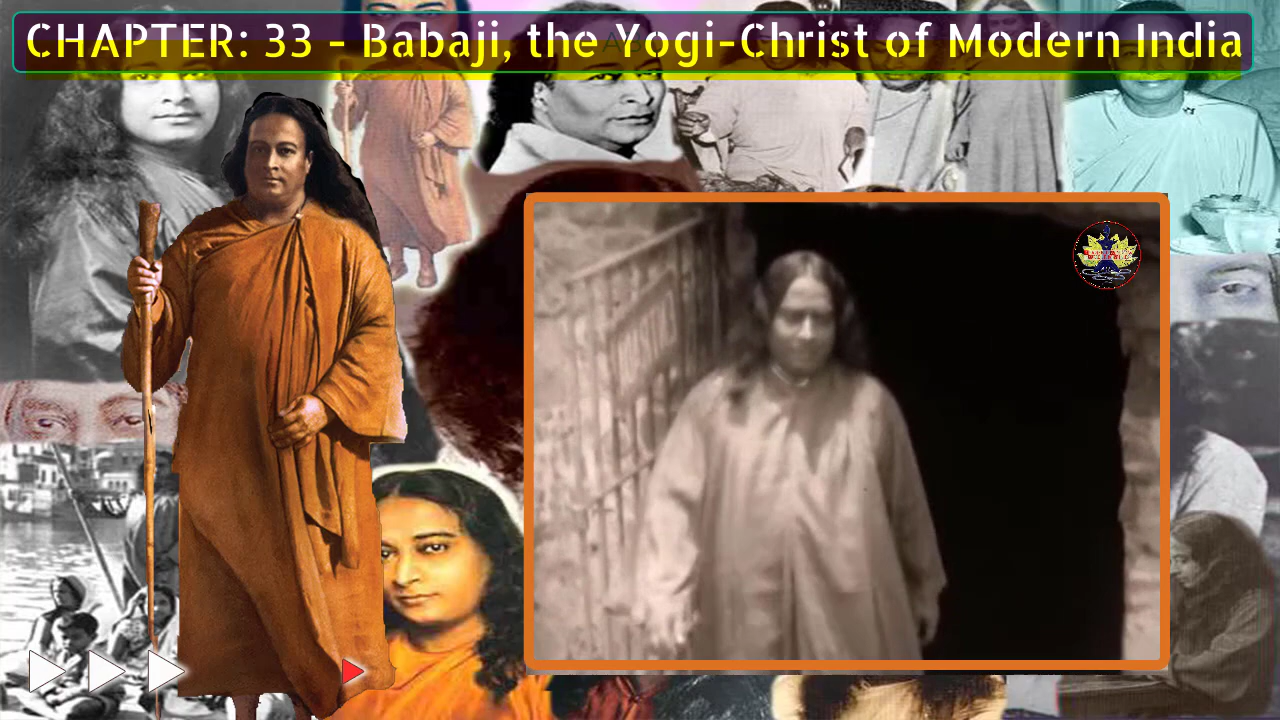 CHAPTER: 33 - Babaji, the Yogi-Christ of Modern India